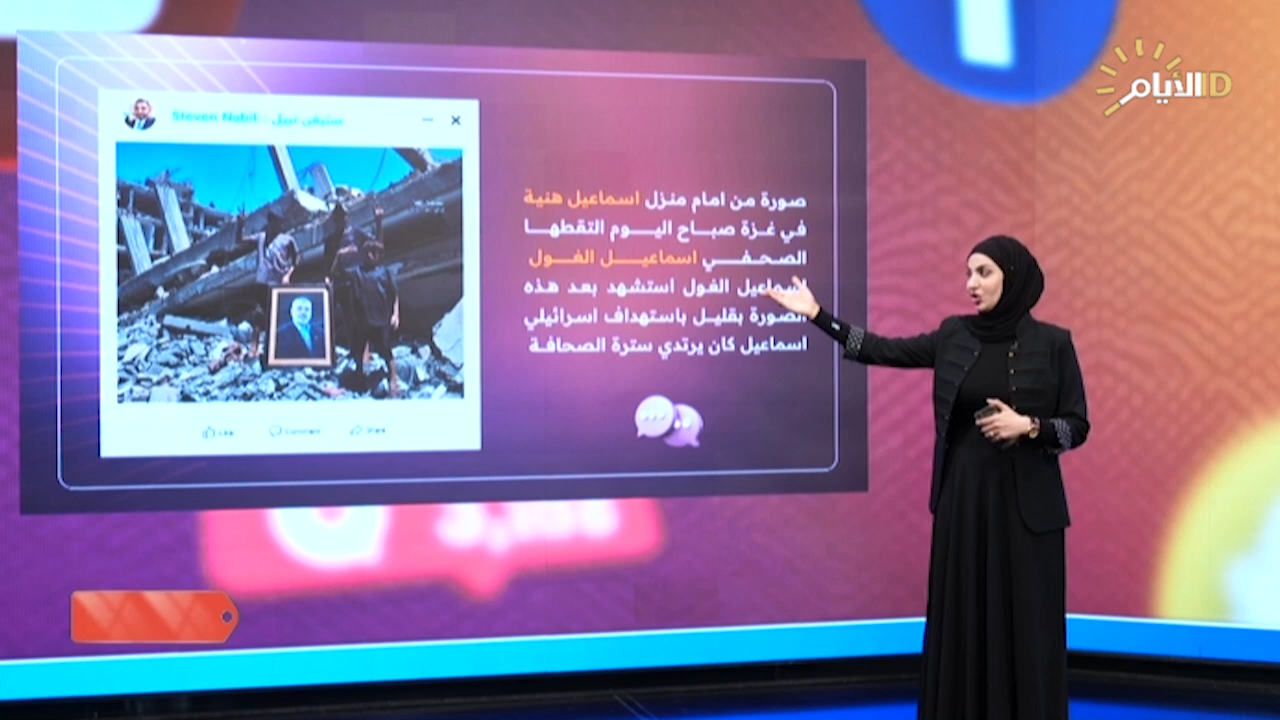 الأيامID
Steven Nabil - ستيفن نبيل
صورة من امام منزل اسماعيل هنية
في غزة صباح اليوم التقطها
الصحفي اسماعيل الغول
اسماعيل الغول استشهد بعد هذه
الصورة بقليل باستهداف اسرائيلي
اسماعيل كان يرتدي سترة الصحافة
Like Comment Share